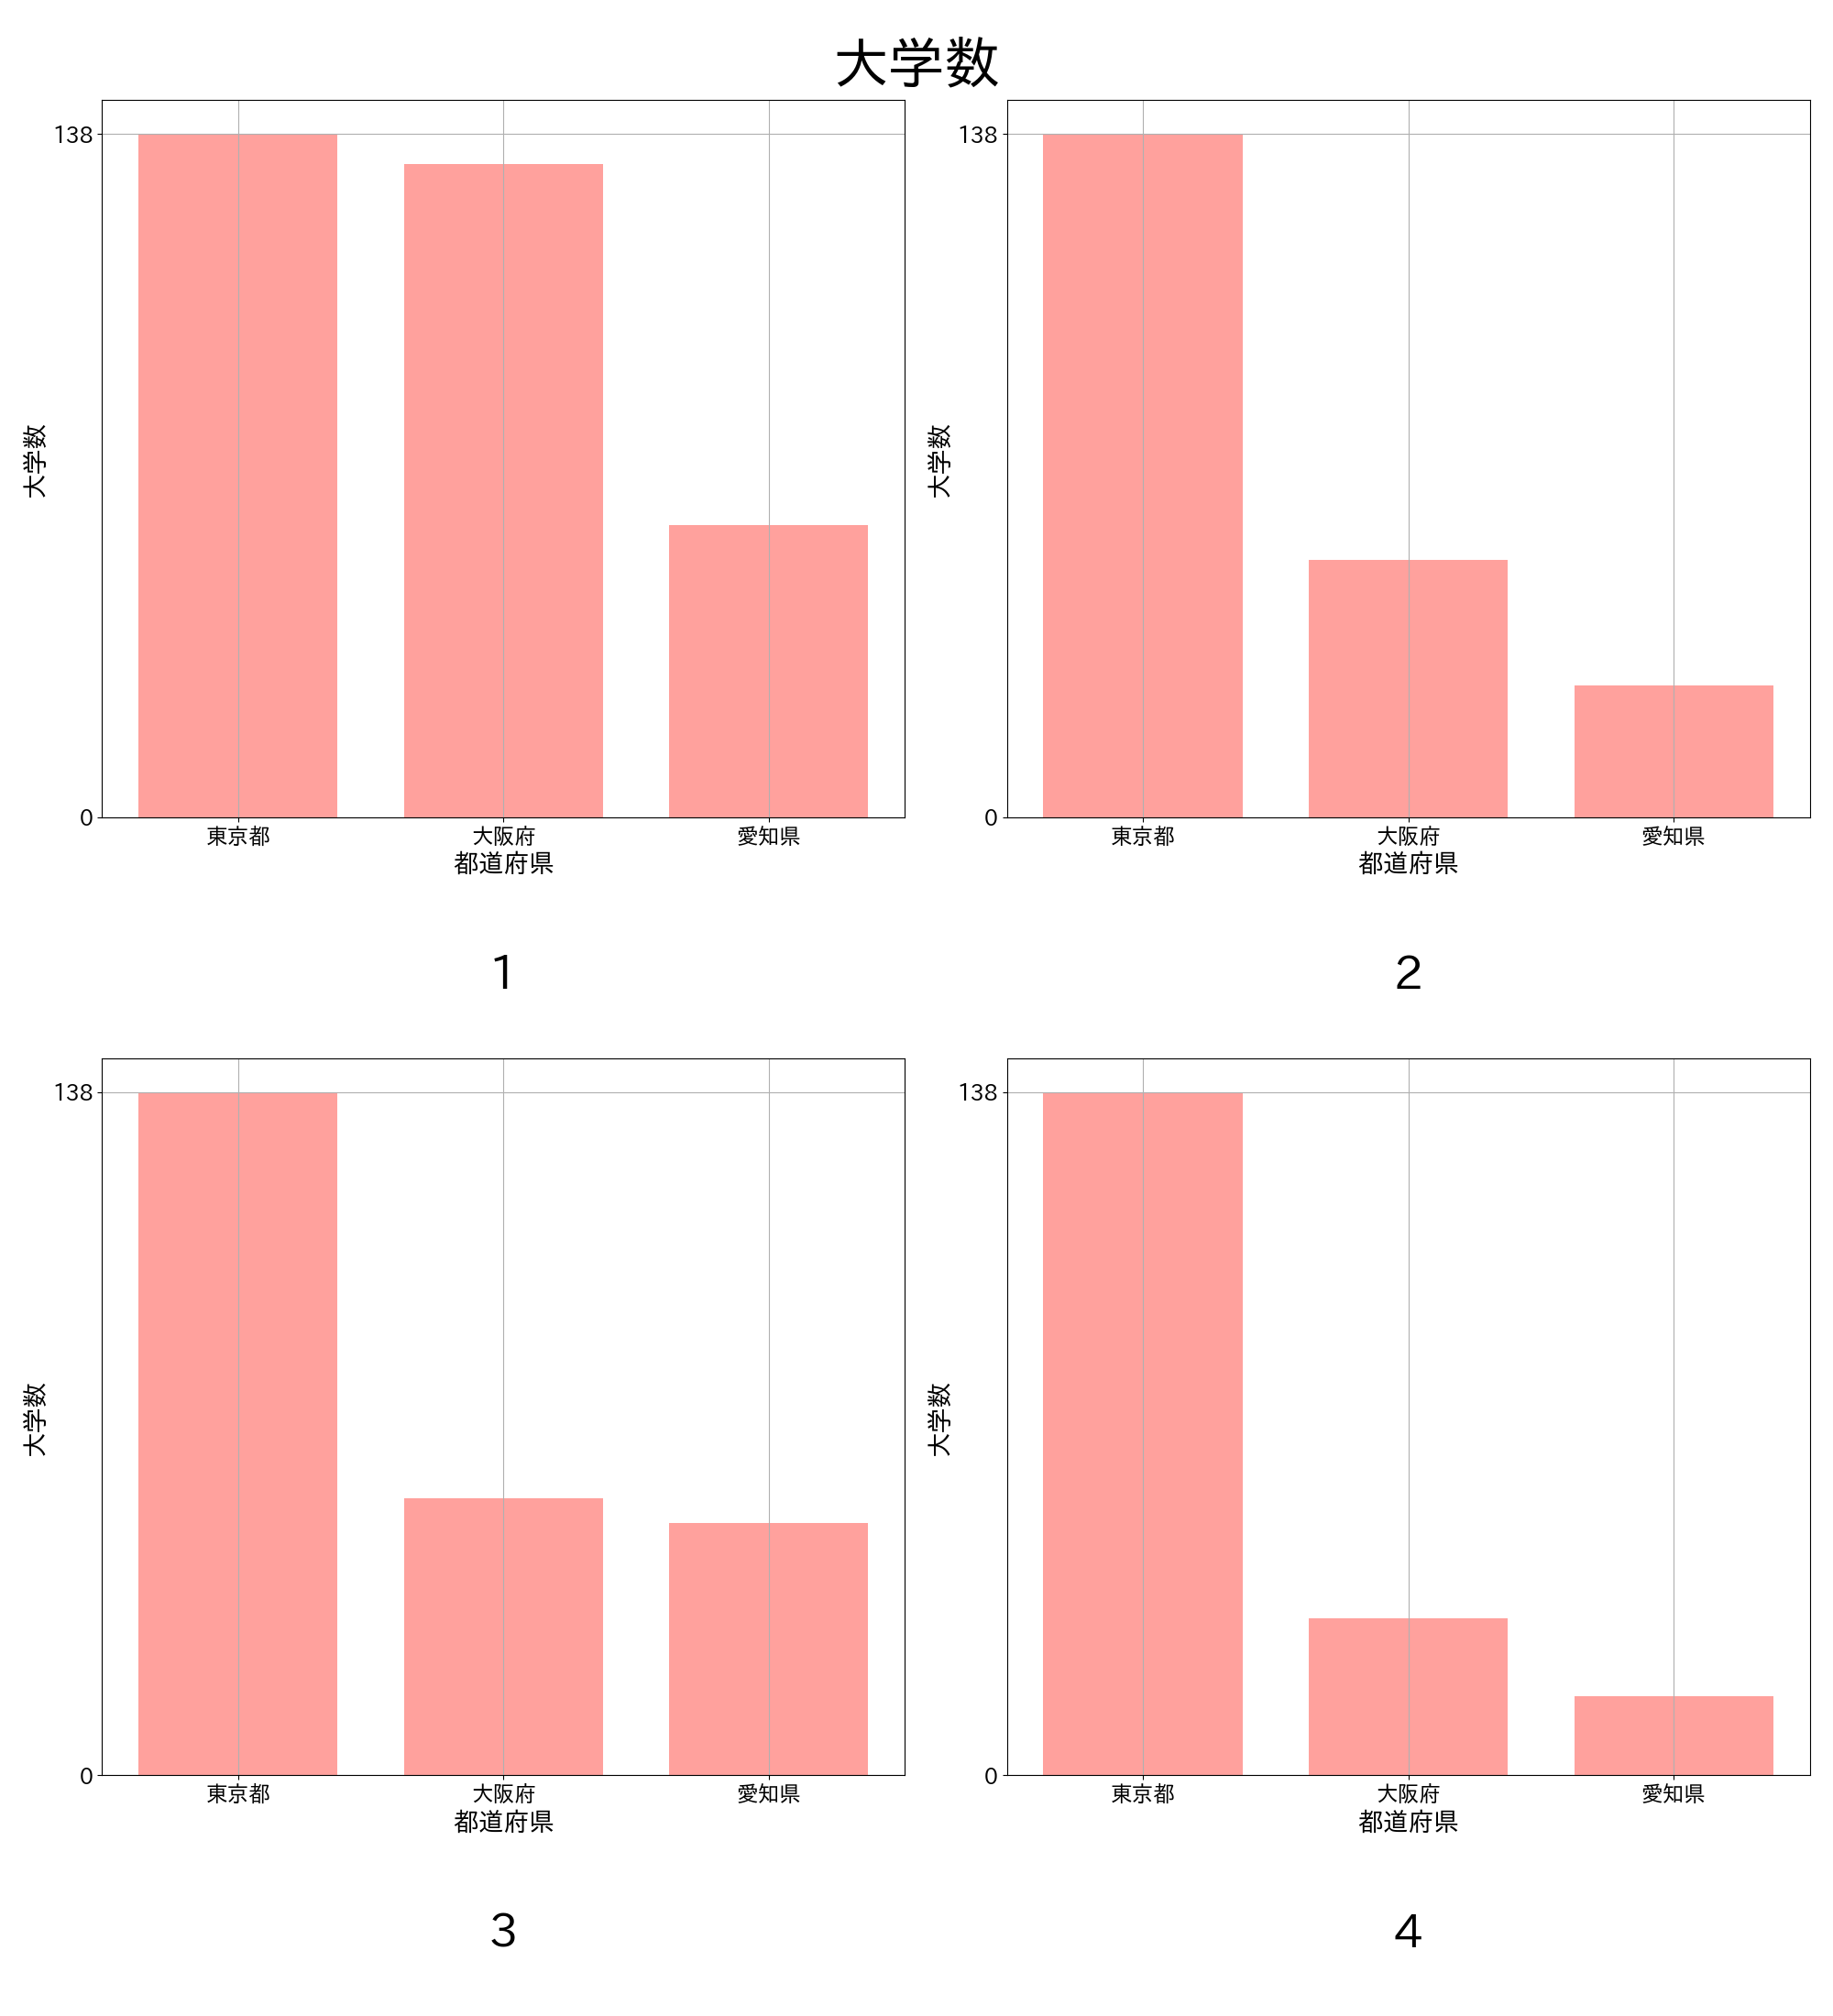 大学数
138
0
大学数
東京都 大阪府 愛知県
都道府県
1
138
0
大学数
東京都 大阪府 愛知県
都道府県
2
138
0
大学数
東京都 大阪府 愛知県
都道府県
3
138
0
大学数
東京都 大阪府 愛知県
都道府県
4